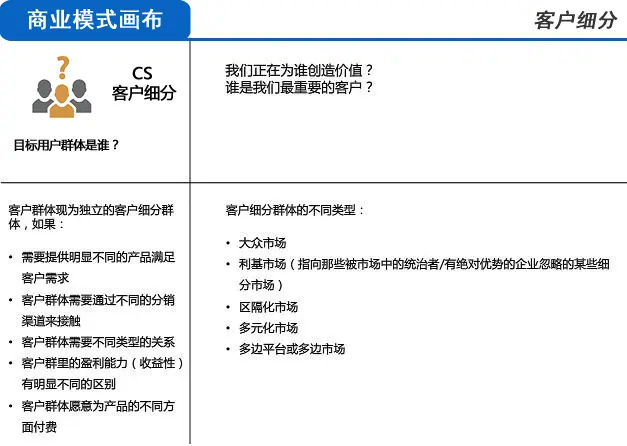 商业模式画布
客户细分
?
CS
客户细分
目标用户群体是谁？
我们正在为谁创造价值？
谁是我们最重要的客户？
客户群体现为独立的客户细分群
体，如果：
• 需要提供明显不同的产品满足
客户需求
• 客户群体需要通过不同的分销
渠道来接触
• 客户群体需要不同类型的关系
• 客户群里的盈利能力（收益性）
有明显不同的区别
• 客户群体愿意为产品的不同方
面付费
客户细分群体的不同类型：
• 大众市场
• 利基市场（指向那些被市场中的统治者/有绝对优势的企业忽略的某些细
分市场）
• 区隔化市场
• 多元化市场
• 多边平台或多边市场